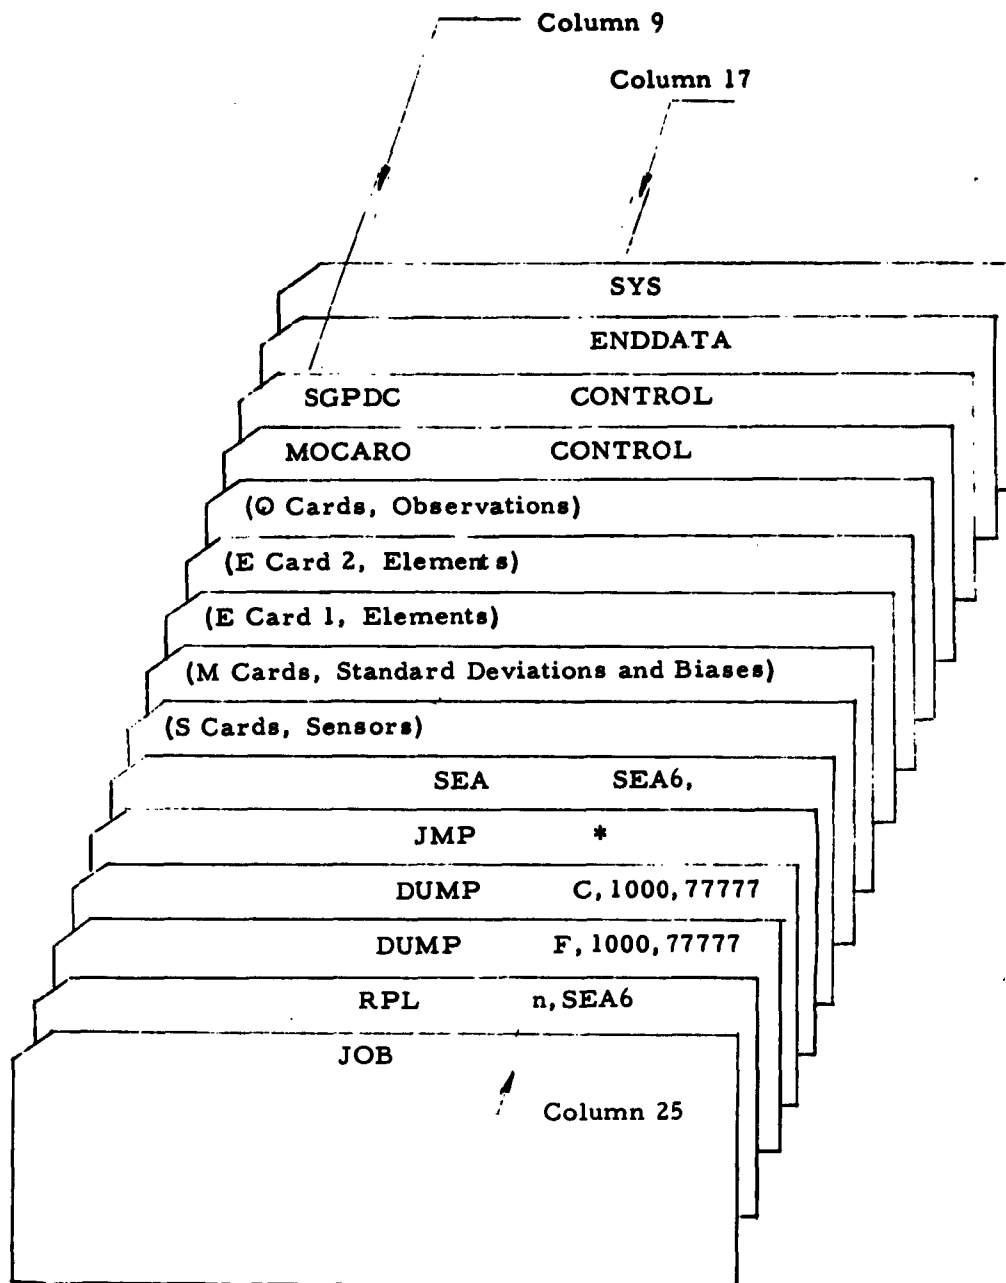 Column 9
Column 17
SYS
ENDDATA
SGPDC CONTROL
MOCARO CONTROL
(O Cards, Observations)
(E Card 2, Elements)
(E Card 1, Elements)
(M Cards, Standard Deviations and Biases)
(S Cards, Sensors)
SEA SEA6,
JMP *
DUMP C, 1000, 77777
DUMP F, 1000, 77777
RPL n, SEA6
JOB
Column 25